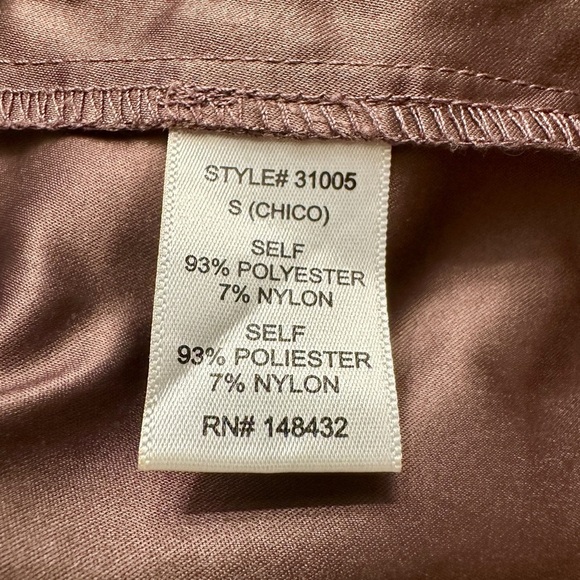 STYLE# 31005
S (CHICO)
SELF
93% POLYESTER
7% NYLON
SELF
93% POLIESTER
7% NYLON
RN# 148432